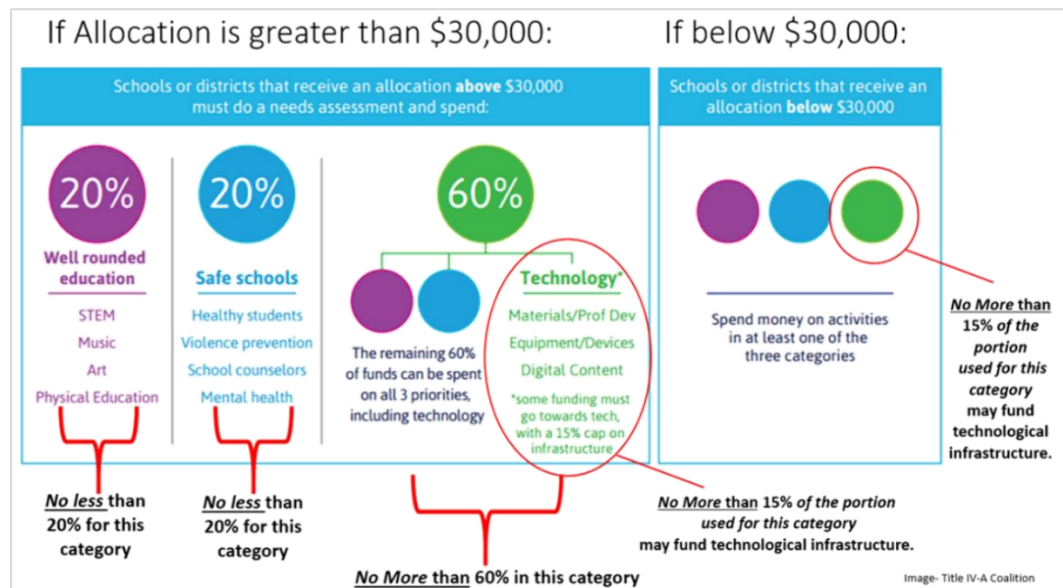 If Allocation is greater than $30,000:
Schools or districts that receive an allocation above $30,000
must do a needs assessment and spend:
20%
Well rounded
education
STEM
Music
Art
Physical Education
No less than
20% for this
category
20%
Safe schools
Healthy students
Violence prevention
School counselors
Mental health
No less than
20% for this
category
60%
The remaining 60%
of funds can be spent
on all 3 priorities,
including technology
Technology*
Materials/Prof Dev
Equipment/Devices
Digital Content
*some funding must
go towards tech,
with a 15% cap on
infrastructure
No More than 60% in this category
No More than 15% of the portion
used for this category
may fund technological infrastructure.
If below $30,000:
Schools or districts that receive an
allocation below $30,000
Spend money on activities
in at least one of the
three categories
No More than
15% of the
portion
used for this
category
may fund
technological
infrastructure.
Image- Title IV-A Coalition